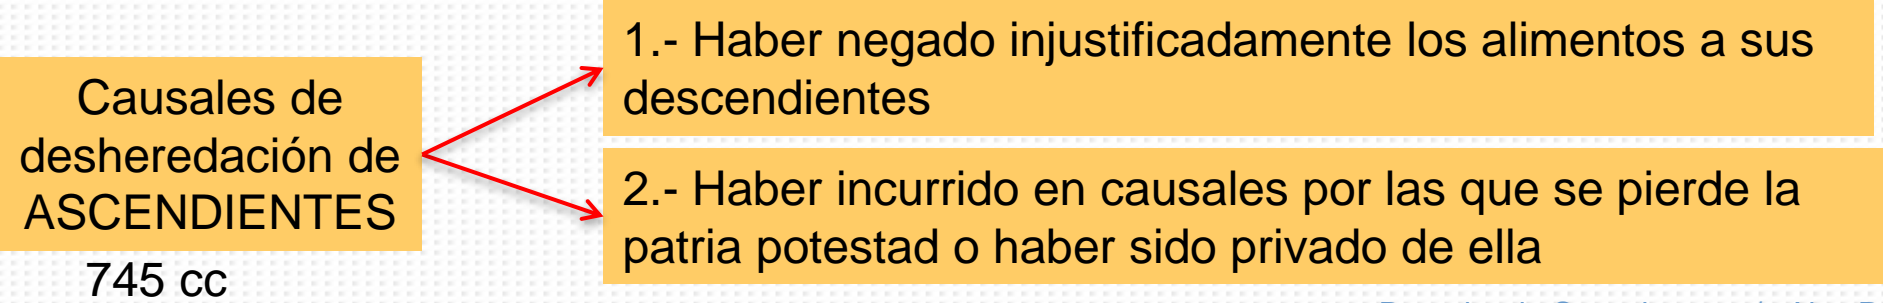 Causales de
desheredación de
ASCENDIENTES
745 cc
1.- Haber negado injustificadamente los alimentos a sus
descendientes
2.- Haber incurrido en causales por las que se pierde la
patria potestad o haber sido privado de ella